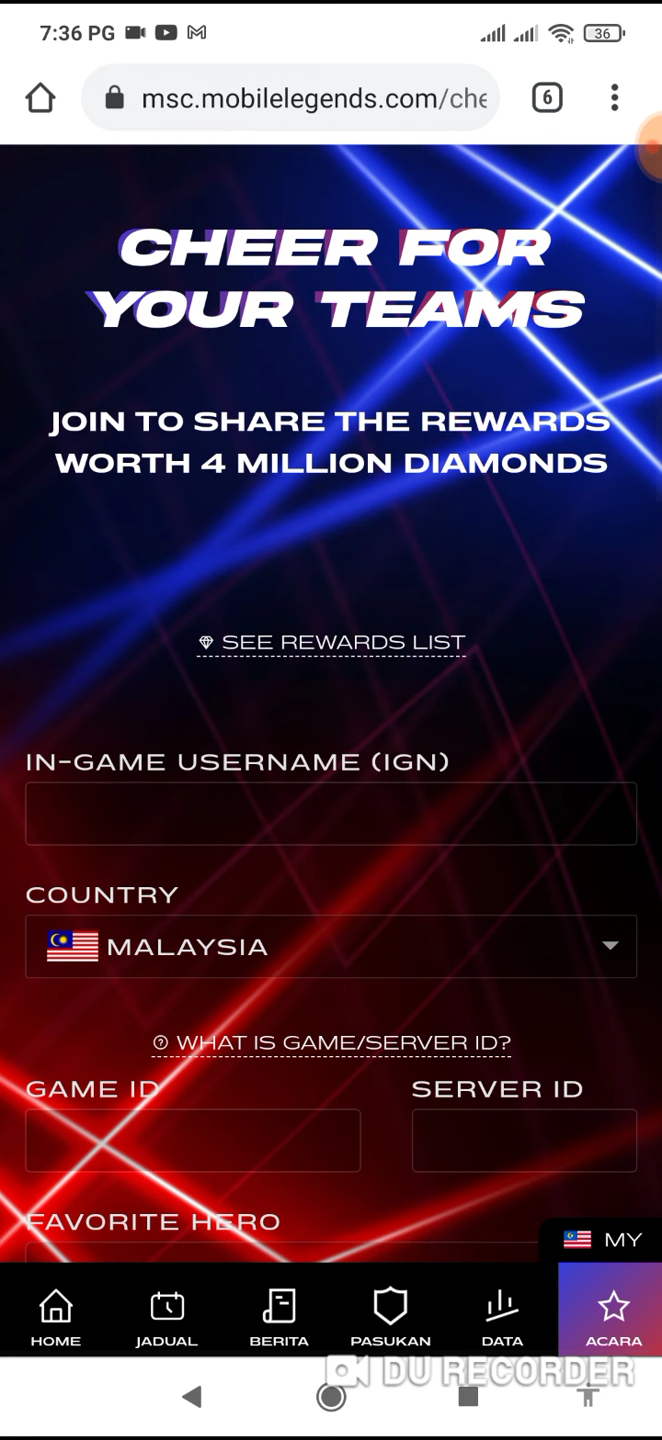 7:36 PG
36
msc.mobilelegends.com/che
6
CHEER FOR
YOUR TEAMS
JOIN TO SHARE THE REWARDS
WORTH 4 MILLION DIAMONDS
SEE REWARDS LIST
IN-GAME USERNAME (IGN)
COUNTRY
MALAYSIA
WHAT IS GAME/SERVER ID?
GAME ID SERVER ID
FAVORITE HERO
MY
HOME JADUAL BERITA PASUKAN DATA ACARA
DU RECORDER